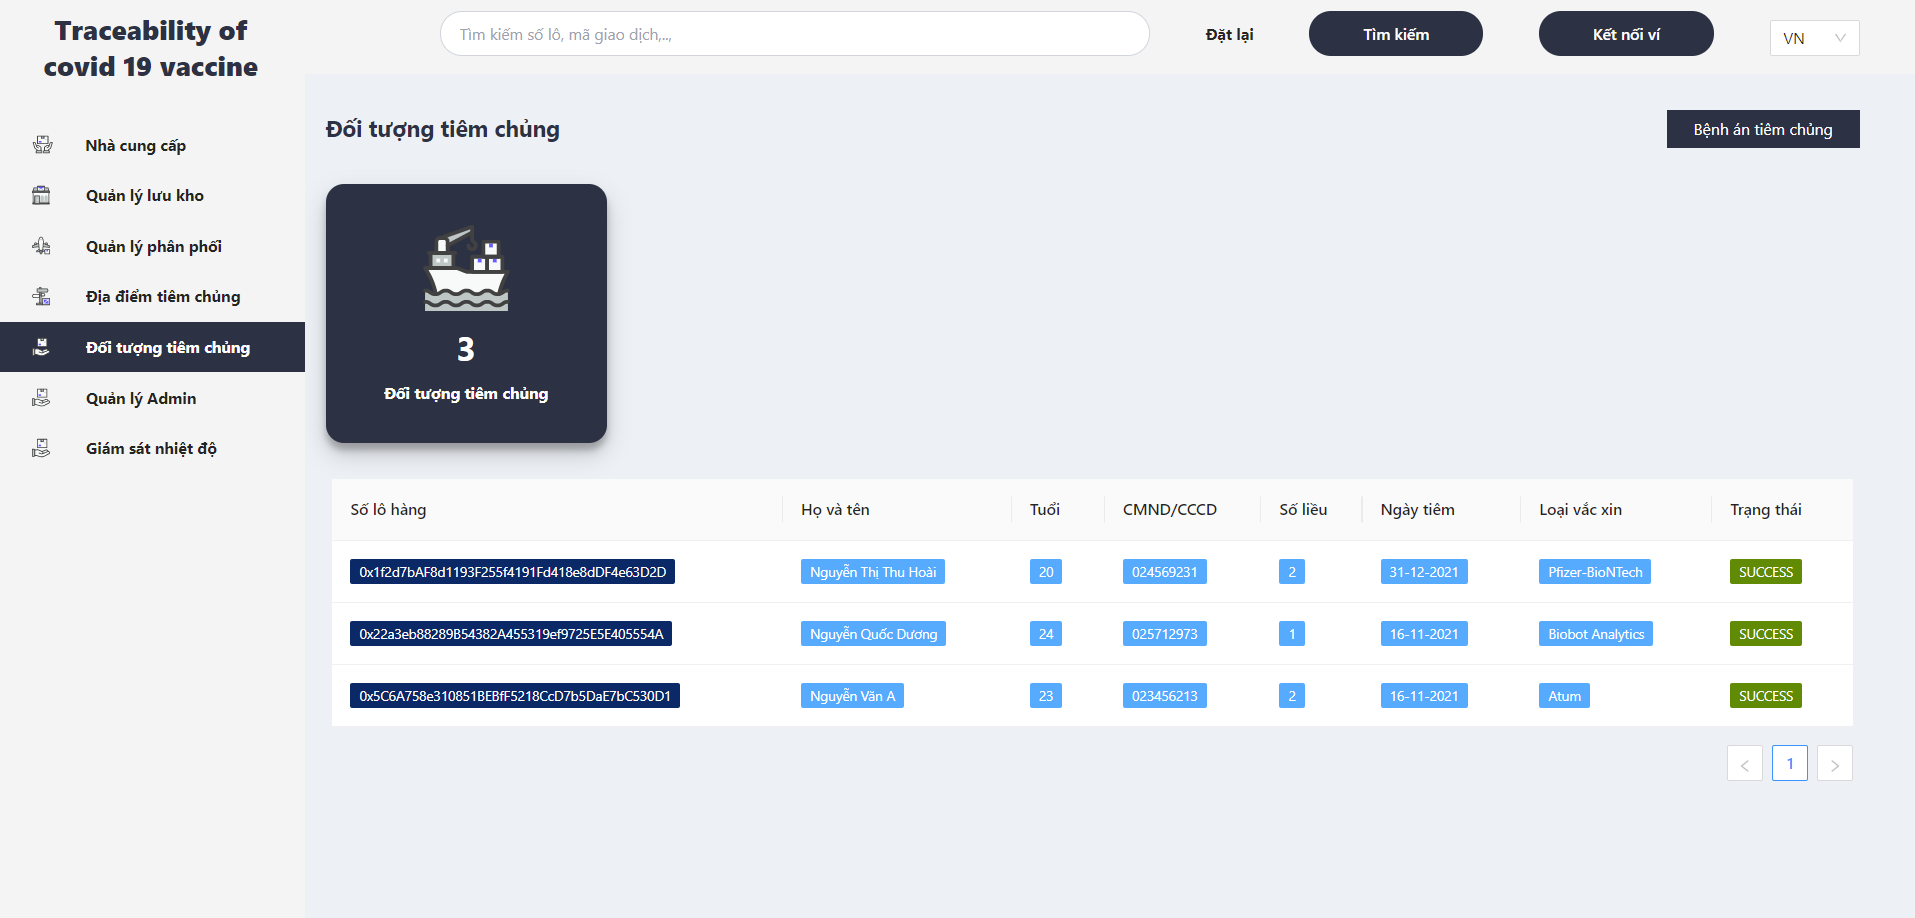 Traceability of
covid 19 vaccine
Tìm kiếm số lô, mã giao dịch,..,
Đặt lại
Tìm kiếm
Kết nối ví
VN
Nhà cung cấp
Quản lý lưu kho
Quản lý phân phối
Địa điểm tiêm chủng
Đối tượng tiêm chủng
Quản lý Admin
Giám sát nhiệt độ
Đối tượng tiêm chủng
Bệnh án tiêm chủng
3
Đối tượng tiêm chủng
Số lô hàng Họ và tên Tuổi CMND/CCCD Số liều Ngày tiêm Loại vắc xin Trạng thái
0x1f2d7bAF8d1193F255f4191Fd418e8dDF4e63D2D Nguyễn Thị Thu Hoài 20 024569231 2 31-12-2021 Pfizer-BioNTech SUCCESS
0x22a3eb88289B54382A455319ef9725E5E405554A Nguyễn Quốc Dương 24 025712973 1 16-11-2021 Biobot Analytics SUCCESS
0x5C6A758e310851BEBfF5218CcD7b5DaE7bC530D1 Nguyễn Văn A 23 023456213 2 16-11-2021 Atum SUCCESS
< 1 >